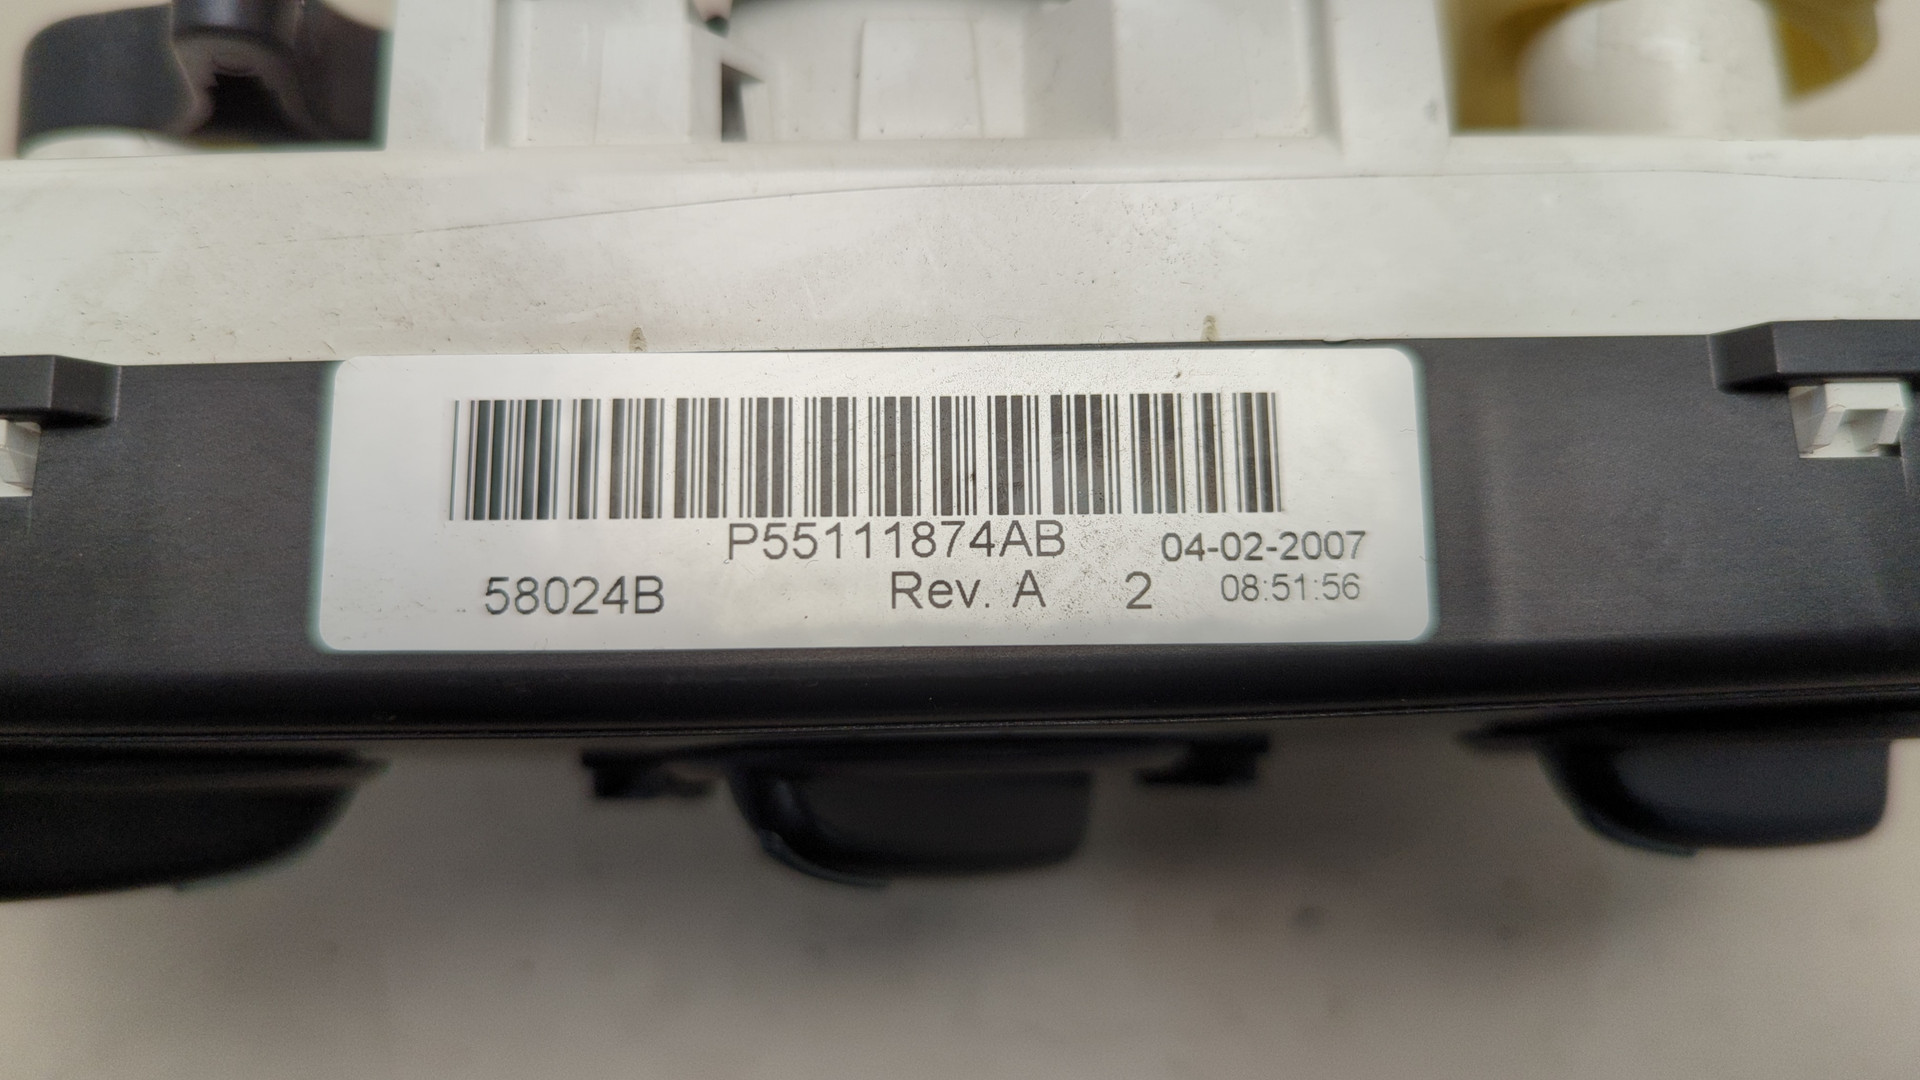 P55111874AB 04-02-2007
58024B Rev. A 2 08:51:56